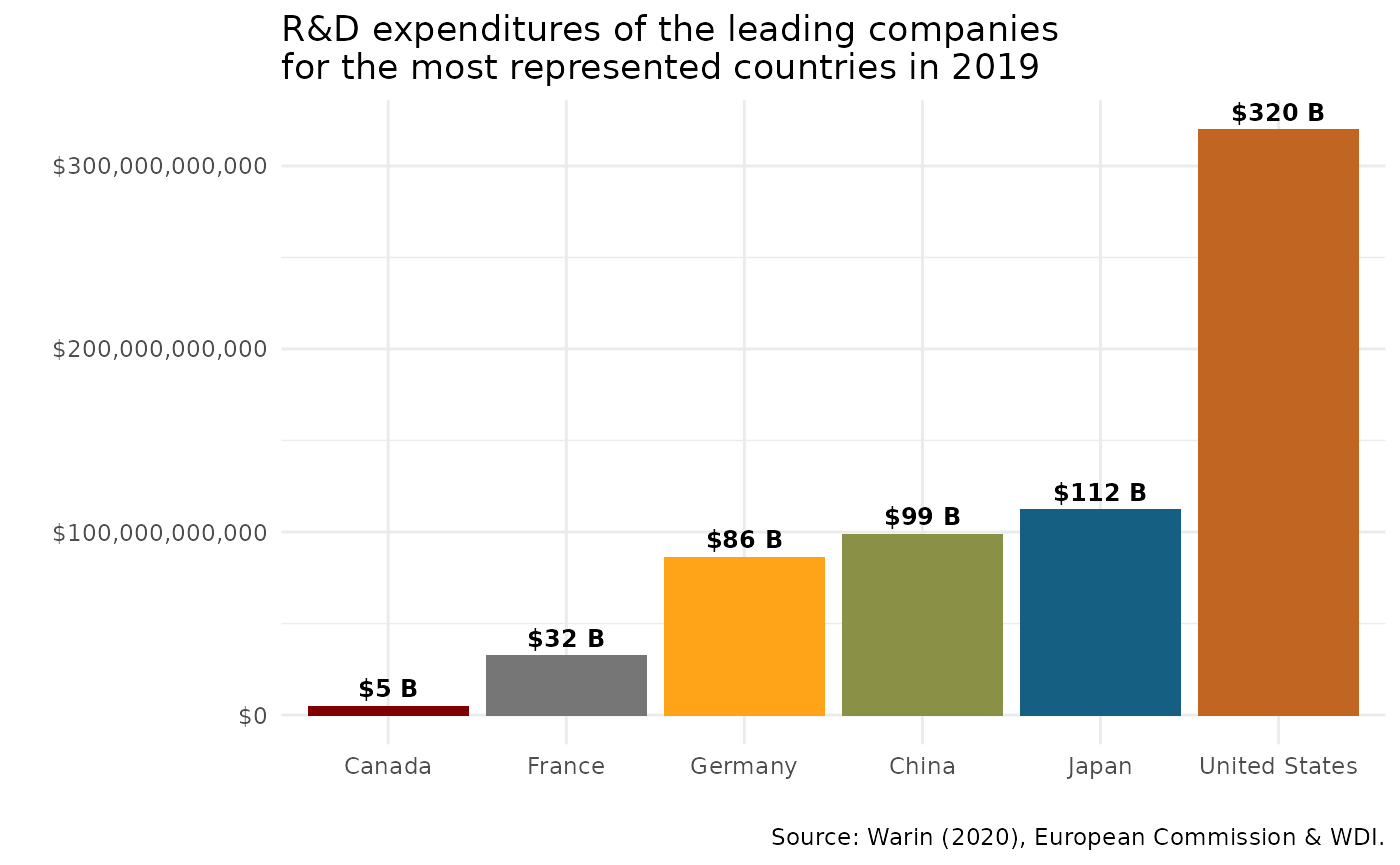 R&D expenditures of the leading companies
for the most represented countries in 2019
$320 B
$300,000,000,000
$200,000,000,000
$112 B
$99 B
$100,000,000,000
$86 B
$32 B
$5 B
$0
Canada France Germany China Japan United States
Source: Warin (2020), European Commission & WDI.